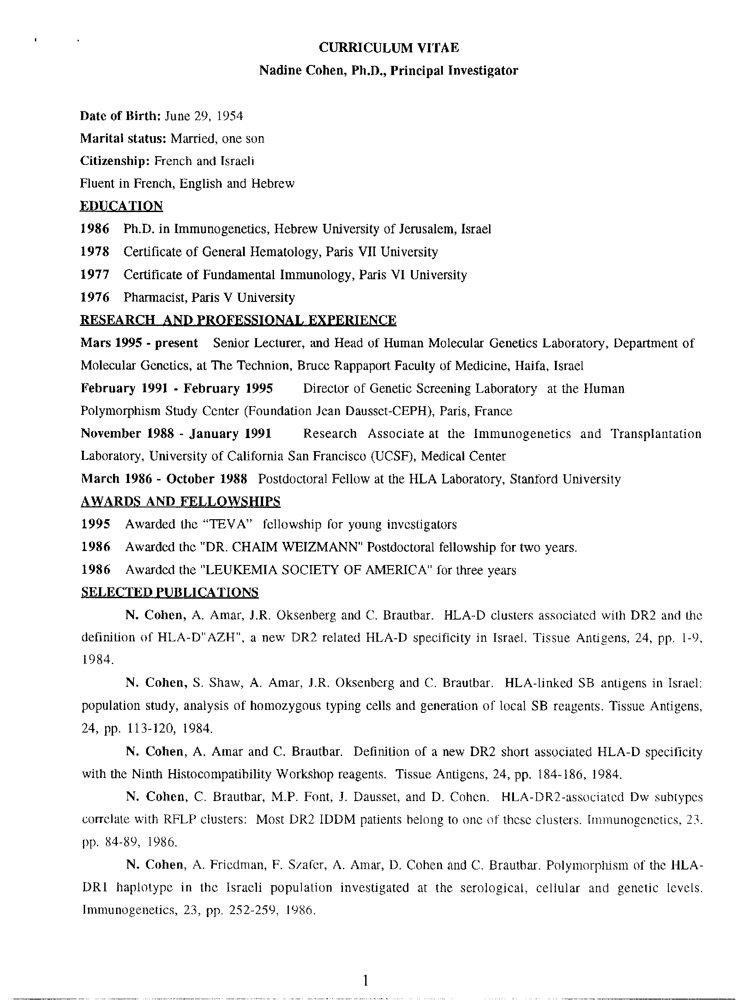 CURRICULUM VITAE
Nadine Cohen, Ph.D., Principal Investigator
Date of Birth: June 29, 1954
Marital status: Married, one son
Citizenship: French and Israeli
Fluent in French, English and Hebrew
EDUCATION
1986 Ph.D. in Immunogenetics, Hebrew University of Jerusalem, Israel
1978 Certificate of General Hematology, Paris VII University
1977 Certificate of Fundamental Immunology, Paris VI University
1976 Pharmacist, Paris V University
RESEARCH AND PROFESSIONAL EXPERIENCE
Mars 1995 - present Senior Lecturer, and Head of Human Molecular Genetics Laboratory, Department of
Molecular Genetics, at The Technion, Bruce Rappaport Faculty of Medicine, Haifa, Israel
February 1991 - February 1995 Director of Genetic Screening Laboratory at the Human
Polymorphism Study Center (Foundation Jean Dausset-CEPH), Paris, France
November 1988 - January 1991 Research Associate at the Immunogenetics and Transplantation
Laboratory, University of California San Francisco (UCSF), Medical Center
March 1986 - October 1988 Postdoctoral Fellow at the HLA Laboratory, Stanford University
AWARDS AND FELLOWSHIPS
1995 Awarded the "TEVA" fellowship for young investigators
1986 Awarded the "DR. CHAIM WEIZMANN" Postdoctoral fellowship for two years.
1986 Awarded the "LEUKEMIA SOCIETY OF AMERICA" for three years
SELECTED PUBLICATIONS
N. Cohen, A. Amar, J.R. Oksenberg and C. Brautbar. HLA-D clusters associated with DR2 and the
definition of HLA-D"AZH", a new DR2 related HLA-D specificity in Israel. Tissue Antigens, 24, pp. 1-9,
1984.
N. Cohen, S. Shaw, A. Amar, J.R. Oksenberg and C. Brautbar. HLA-linked SB antigens in Israel:
population study, analysis of homozygous typing cells and generation of local SB reagents. Tissue Antigens,
24, pp. 113-120, 1984.
N. Cohen, A. Amar and C. Brautbar. Definition of a new DR2 short associated HLA-D specificity
with the Ninth Histocompatibility Workshop reagents. Tissue Antigens, 24, pp. 184-186, 1984.
N. Cohen, C. Brautbar, M.P. Font, J. Dausset, and D. Cohen. HLA-DR2-associated Dw subtypes
correlate with RFLP clusters: Most DR2 IDDM patients belong to one of these clusters. Immunogenetics, 23.
pp. 84-89, 1986.
N. Cohen, A. Friedman, F. Szafer, A. Amar, D. Cohen and C. Brautbar. Polymorphism of the HLA-
DR1 haplotype in the Israeli population investigated at the serological, cellular and genetic levels.
Immunogenetics, 23, pp. 252-259, 1986.
1